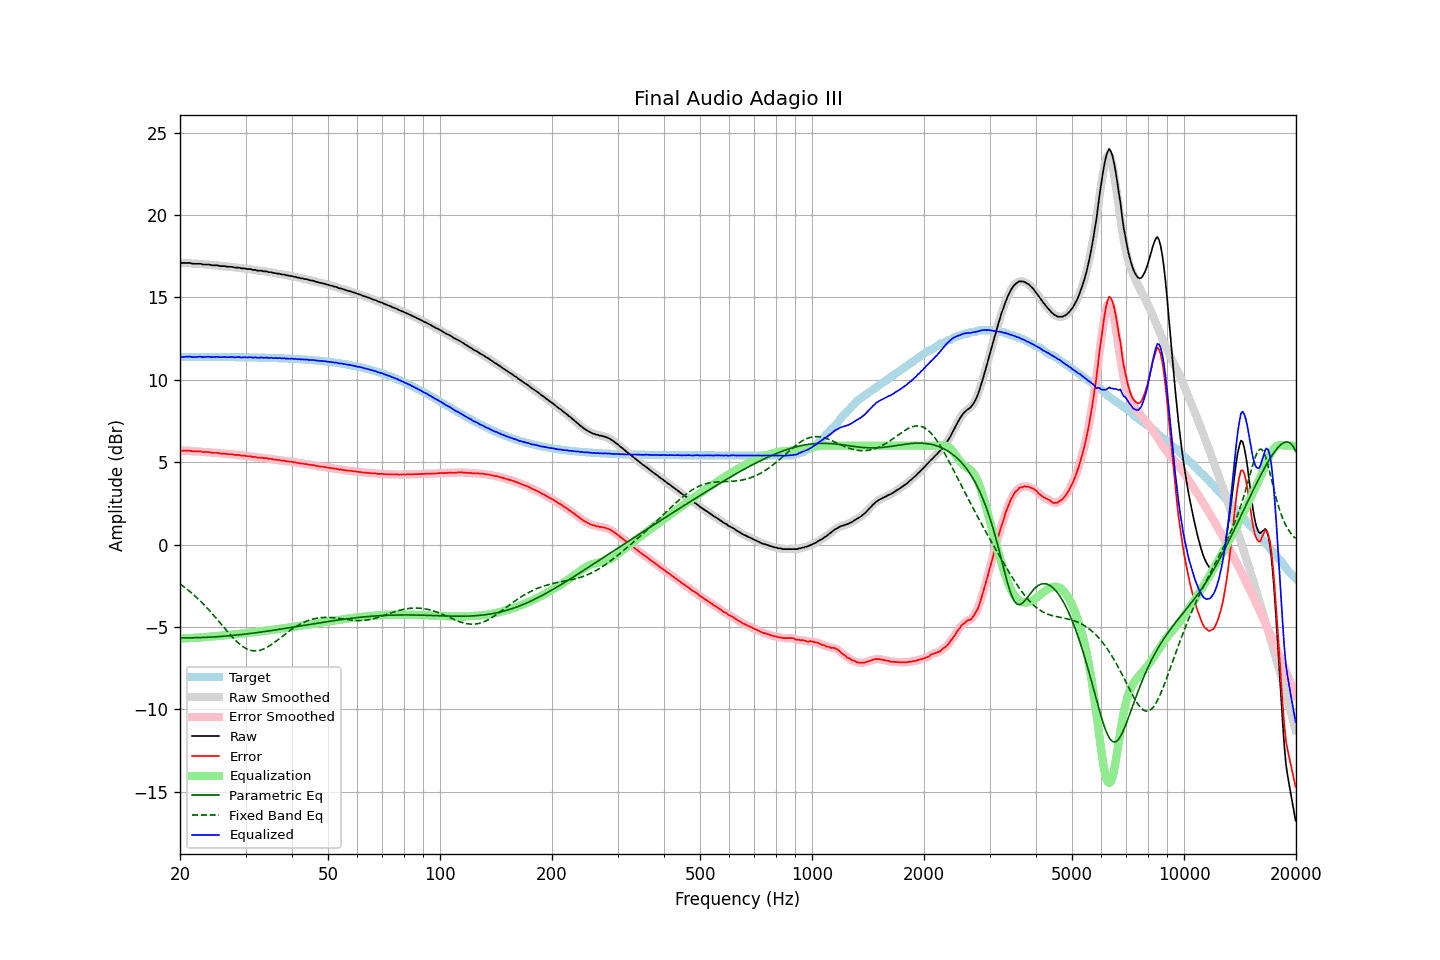 Final Audio Adagio III
25
20
15
10
5
0
−5
−10
−15
Amplitude (dBr)
Target
Raw Smoothed
Error Smoothed
Raw
Error
Equalization
Parametric Eq
Fixed Band Eq
Equalized
20
50
100
200
500
1000
2000
5000
10000
20000
Frequency (Hz)